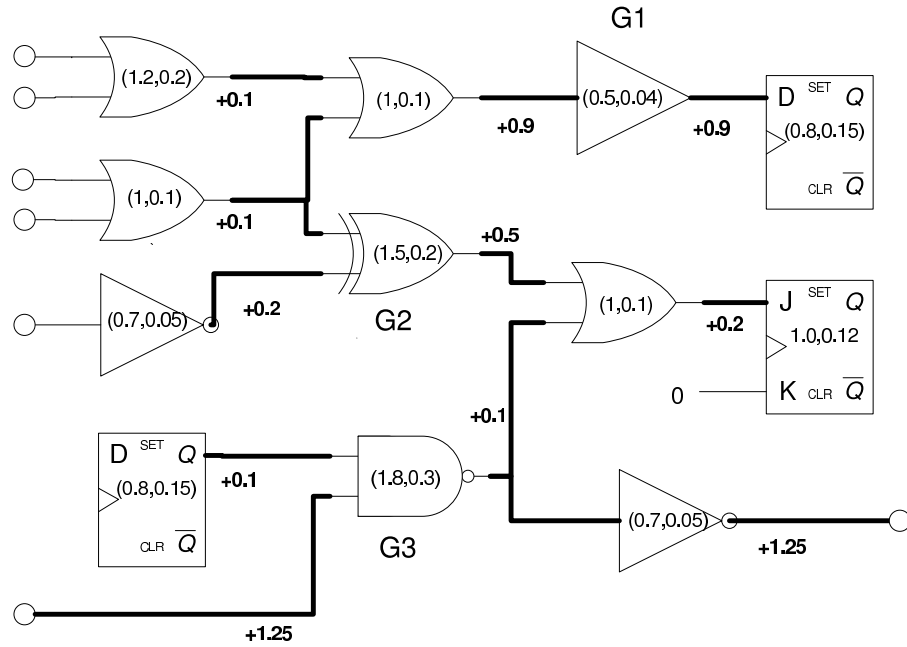 G1
(1.2,0.2)
+0.1
(1,0.1)
+0.9
(0.5,0.04)
+0.9
D SET Q
(0.8,0.15)
CLR Q
(1,0.1)
+0.1
(1.5,0.2)
+0.5
G2
(0.7,0.05)
+0.2
(1,0.1)
+0.2
J SET Q
1.0,0.12
K CLR Q
0
D SET Q
(0.8,0.15)
CLR Q
+0.1
(1.8,0.3)
G3
+0.1
(0.7,0.05)
+1.25
+1.25